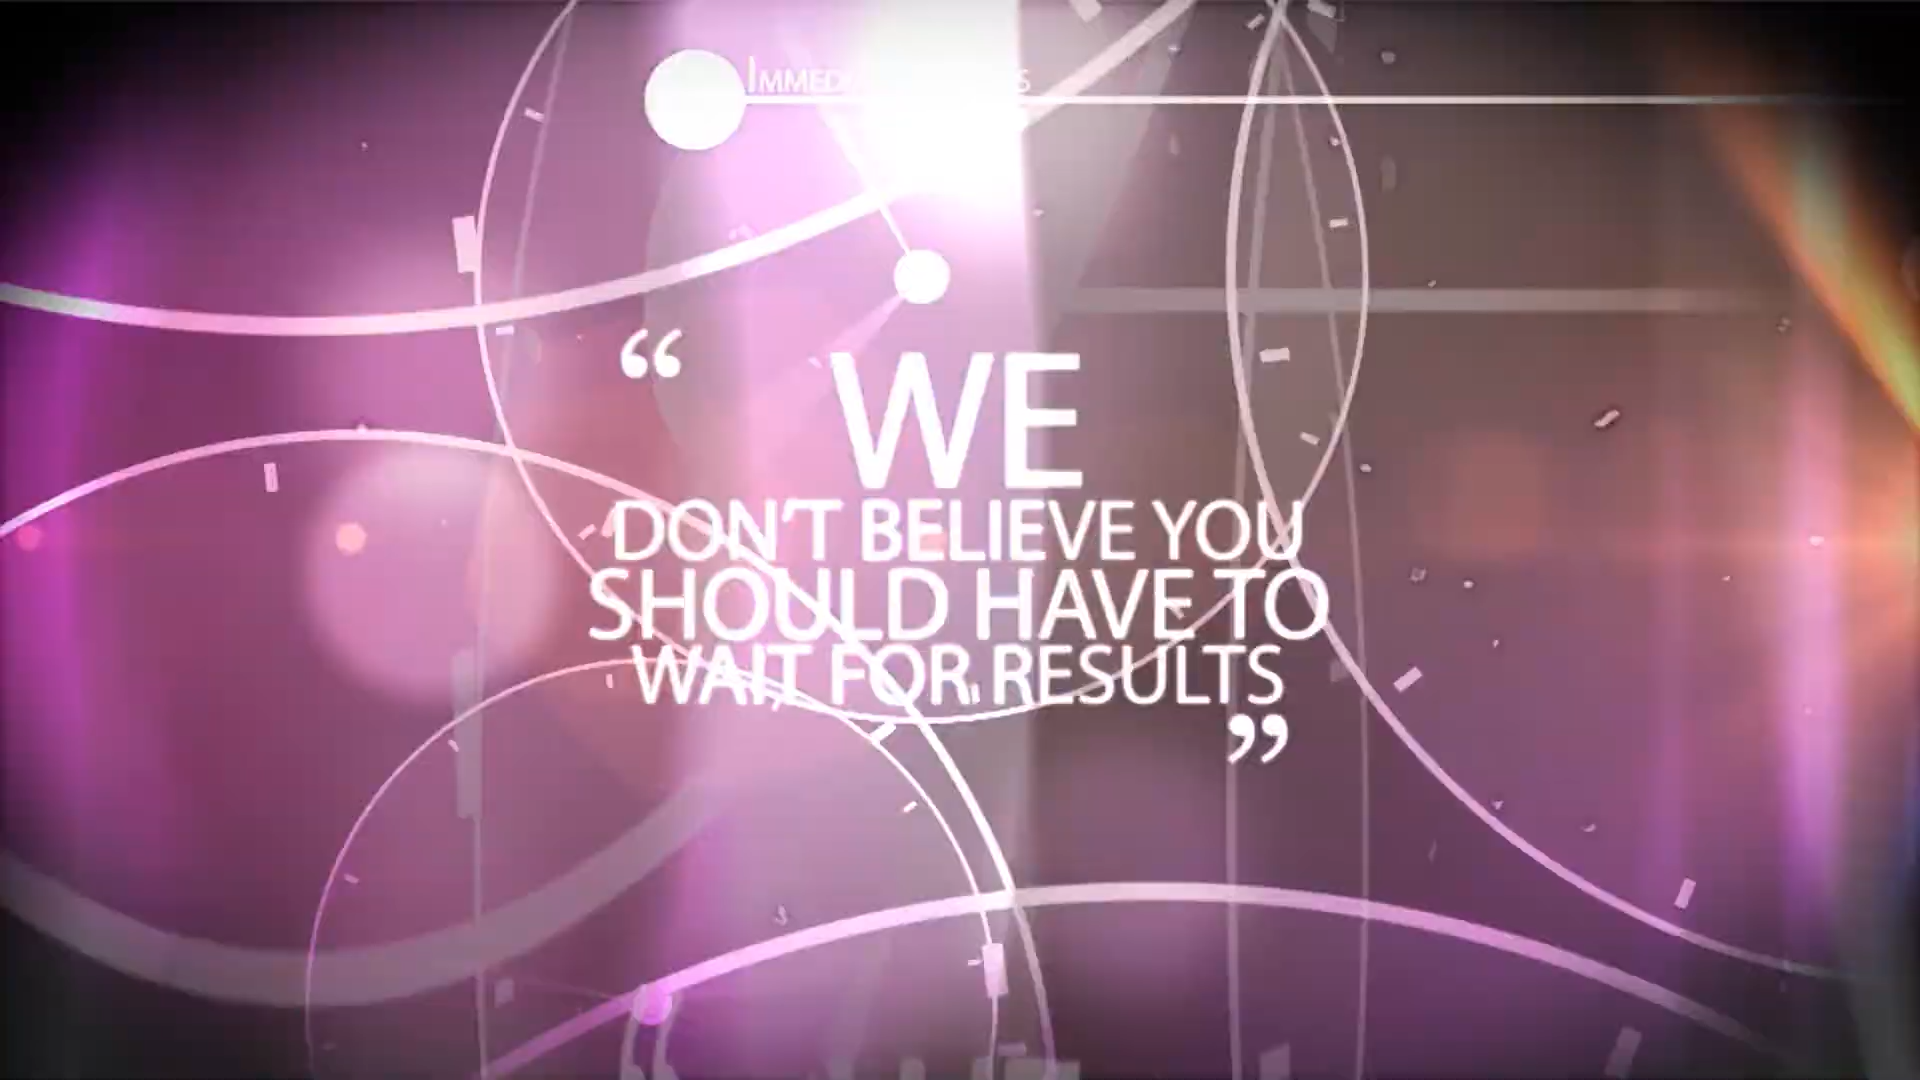 “ WE
DON'T BELIEVE YOU
SHOULD HAVE TO
WAIT FOR RESULTS ”